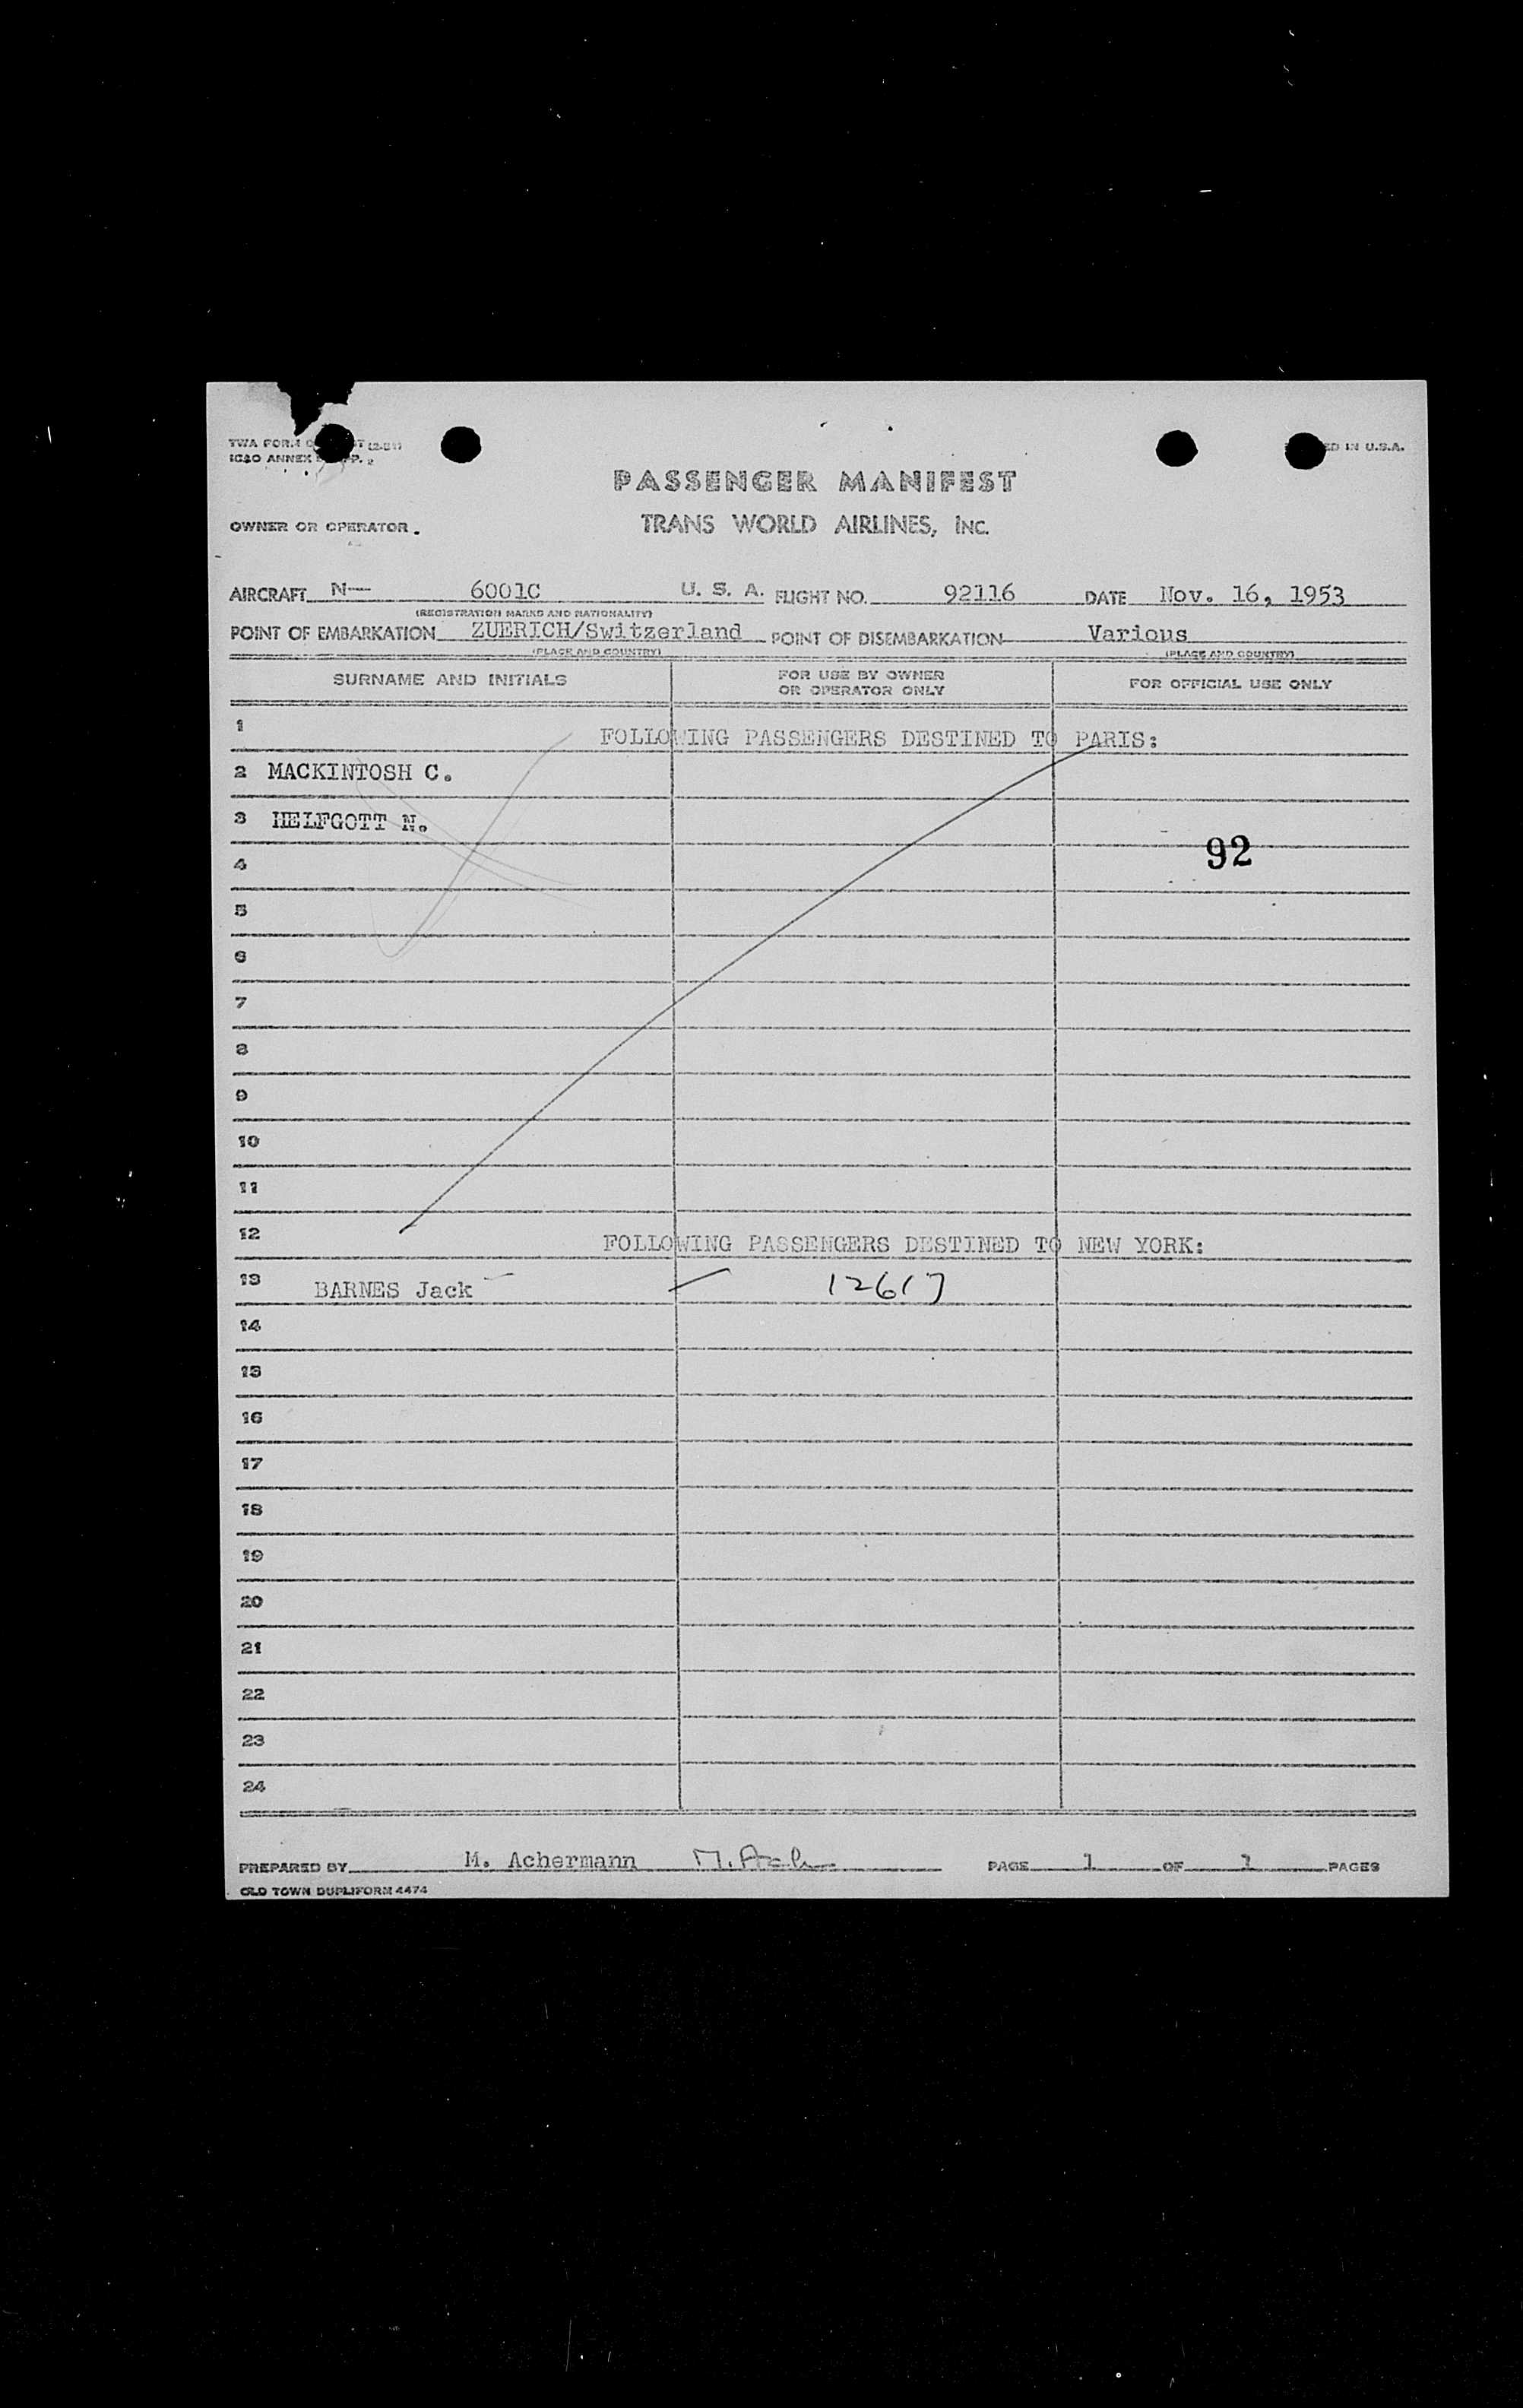 TWA FORM
ICAO ANNEX
IN U.S.A.
PASSENGER MANIFEST
OWNER OR OPERATOR. TRANS WORLD AIRLINES, INC.
AIRCRAFT N— 6001C U. S. A. FLIGHT NO. 92116 DATE Nov. 16, 1953
(REGISTRATION MARKS AND NATIONALITY)
POINT OF EMBARKATION ZUERICH/Switzerland POINT OF DISEMBARKATION Various
(PLACE AND COUNTRY) (PLACE AND COUNTRY)
SURNAME AND INITIALS FOR USE BY OWNER OR OPERATOR ONLY FOR OFFICIAL USE ONLY
1 FOLLOWING PASSENGERS DESTINED TO PARIS:
2 MACKINTOSH C.
3 HELFGOTT N.
92
4
5
6
7
8
9
10
11
12 FOLLOWING PASSENGERS DESTINED TO NEW YORK:
13 BARNES Jack 12617
14
15
16
17
18
19
20
21
22
23
24
PREPARED BY M. Achermann PAGE 1 OF 1 PAGES
OLD TOWN DUPLIFORM 4474